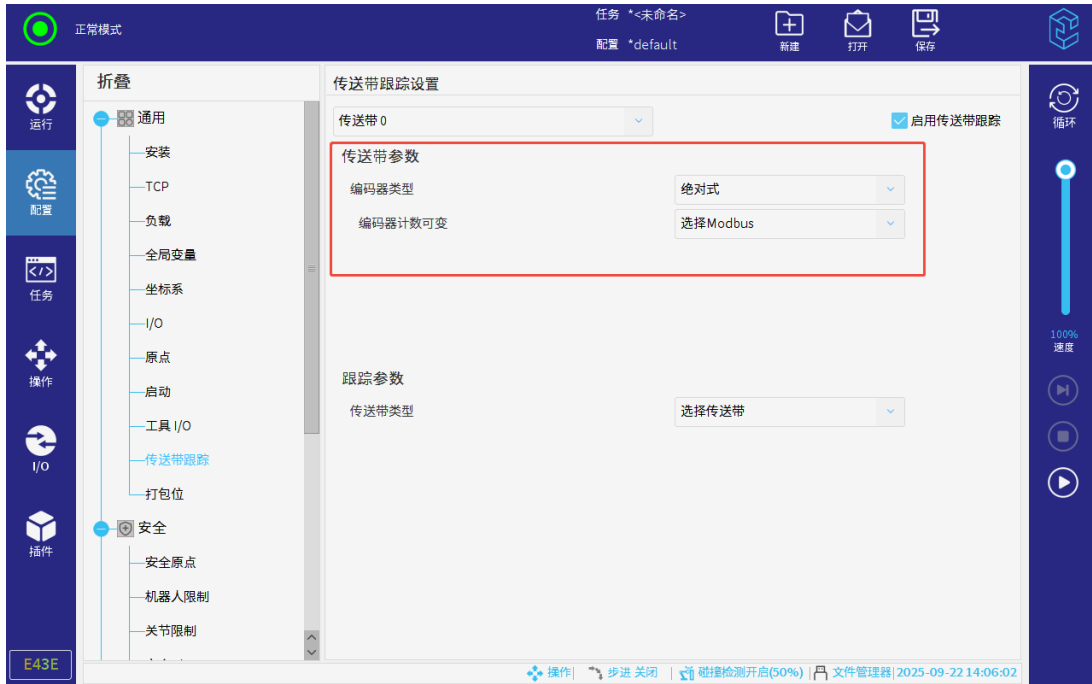 正常模式
任务 *<未命名>
配置 *default
新建
打开
保存
运行
配置
任务
操作
I/O
插件
E43E
折叠
通用
安装
TCP
负载
全局变量
坐标系
I/O
原点
启动
工具 I/O
传送带跟踪
打包位
安全
安全原点
机器人限制
关节限制
传送带跟踪设置
传送带 0
启用传送带跟踪
传送带参数
编码器类型 绝对式
编码器计数可变 选择Modbus
跟踪参数
传送带类型 选择传送带
循环
100%
速度
操作| 步进 关闭 | 碰撞检测开启(50%) | 文件管理器| 2025-09-22 14:06:02